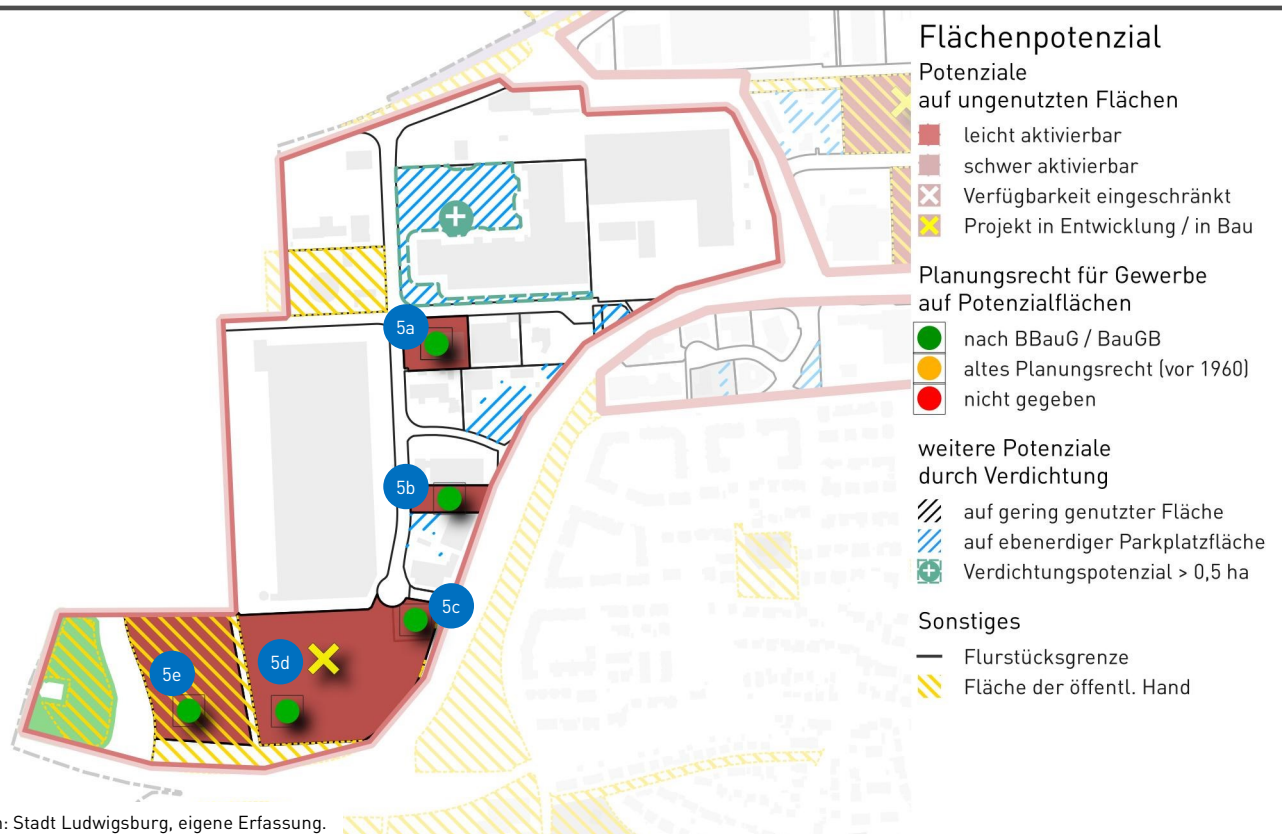 Flächenpotenzial
Potenziale
auf ungenutzten Flächen
leicht aktivierbar
schwer aktivierbar
Verfügbarkeit eingeschränkt
Projekt in Entwicklung / in Bau
Planungsrecht für Gewerbe
auf Potenzialflächen
nach BBauG / BauGB
altes Planungsrecht (vor 1960)
nicht gegeben
weitere Potenziale
durch Verdichtung
auf gering genutzter Fläche
auf ebenerdiger Parkplatzfläche
Verdichtungspotenzial > 0,5 ha
Sonstiges
Flurstücksgrenze
Fläche der öffentl. Hand
5a
5b
5c
5d
5e
: Stadt Ludwigsburg, eigene Erfassung.